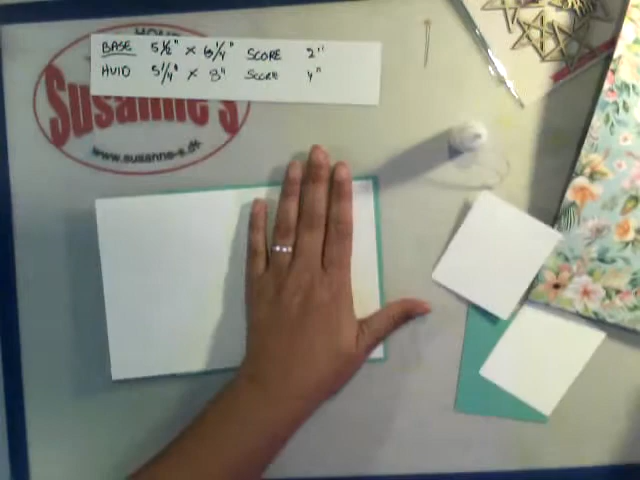 BASE 5 1/2" x 6 1/4" SCORE 2"
HVID 5 1/4" x 8" SCORE 4"
Susanne's
www.susanne-s.dk